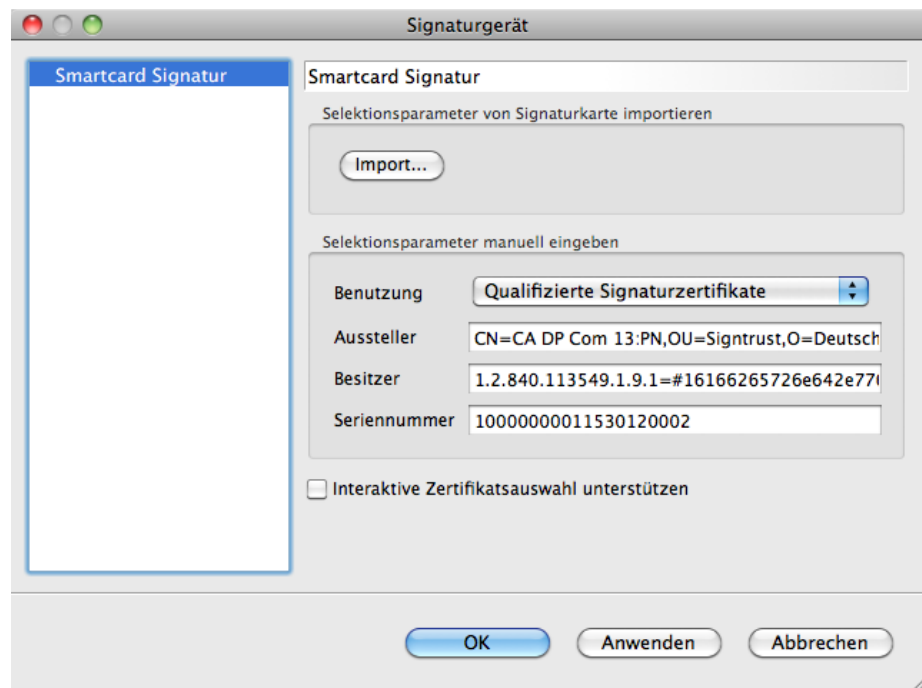 Signaturgerät
Smartcard Signatur
Smartcard Signatur
Selektionsparameter von Signaturkarte importieren
Import...
Selektionsparameter manuell eingeben
Benutzung Qualifizierte Signaturzertifikate
Aussteller CN=CA DP Com 13:PN,OU=Signtrust,O=Deutsch
Besitzer 1.2.840.113549.1.9.1=#16166265726e642e77
Seriennummer 10000000011530120002
Interaktive Zertifikatsauswahl unterstützen
OK Anwenden Abbrechen